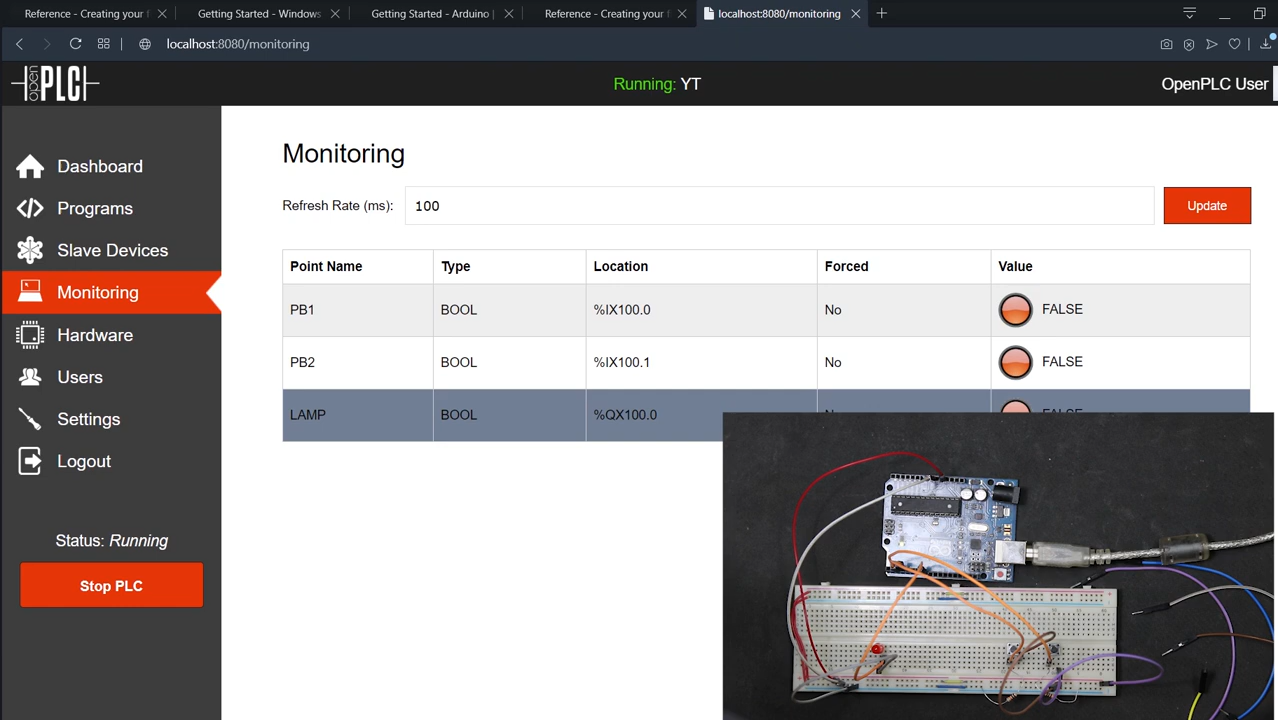 Reference - Creating your f
Getting Started - Windows
Getting Started - Arduino |
Reference - Creating your f
localhost:8080/monitoring
localhost:8080/monitoring
open PLC
Running: YT
OpenPLC User
Dashboard
Programs
Slave Devices
Monitoring
Hardware
Users
Settings
Logout
Status: Running
Stop PLC
Monitoring
Refresh Rate (ms): 100 Update
Point Name Type Location Forced Value
PB1 BOOL %IX100.0 No FALSE
PB2 BOOL %IX100.1 No FALSE
LAMP BOOL %QX100.0